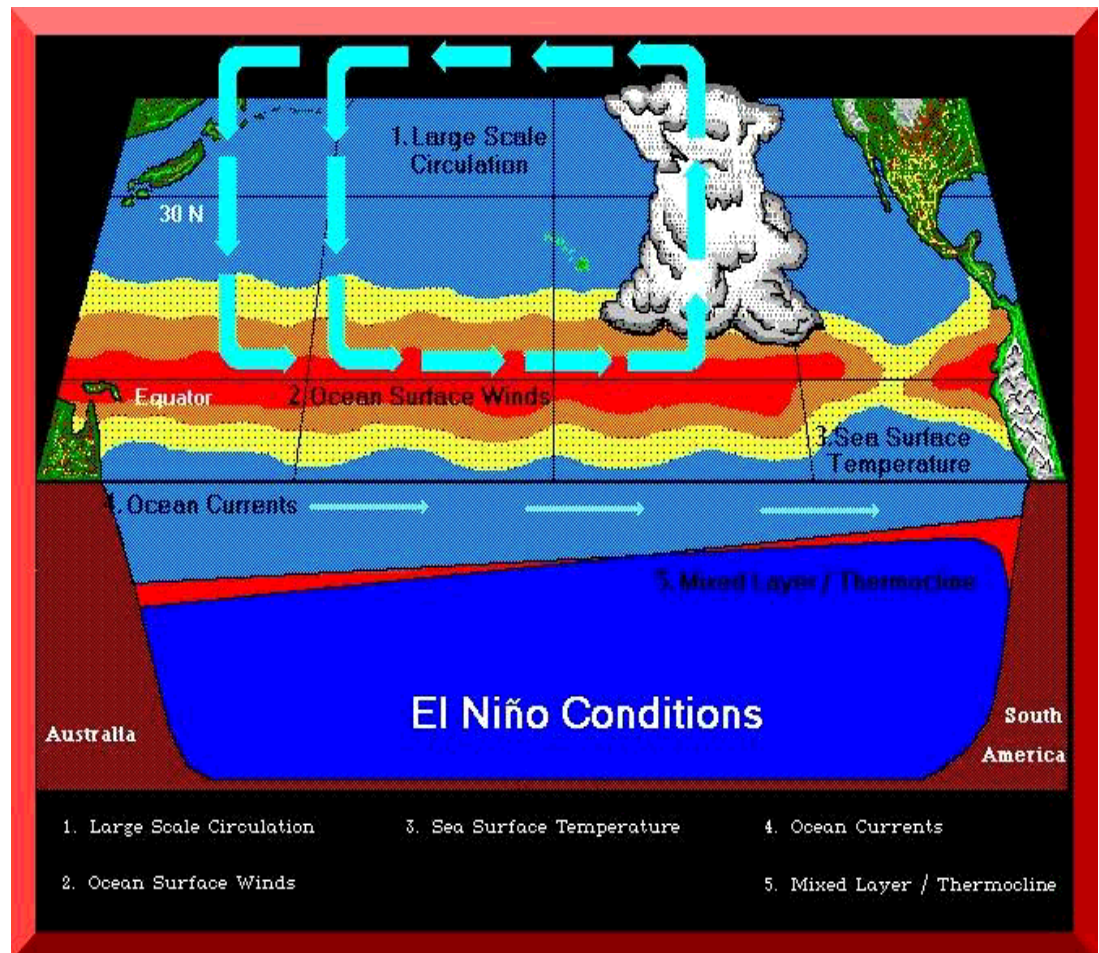 1. Large Scale
Circulation
30 N
Equator
2. Ocean Surface Winds
3. Sea Surface
Temperature
4. Ocean Currents
5. Mixed Layer / Thermocline
El Niño Conditions
Australia
South
America
1. Large Scale Circulation
3. Sea Surface Temperature
4. Ocean Currents
2. Ocean Surface Winds
5. Mixed Layer / Thermocline